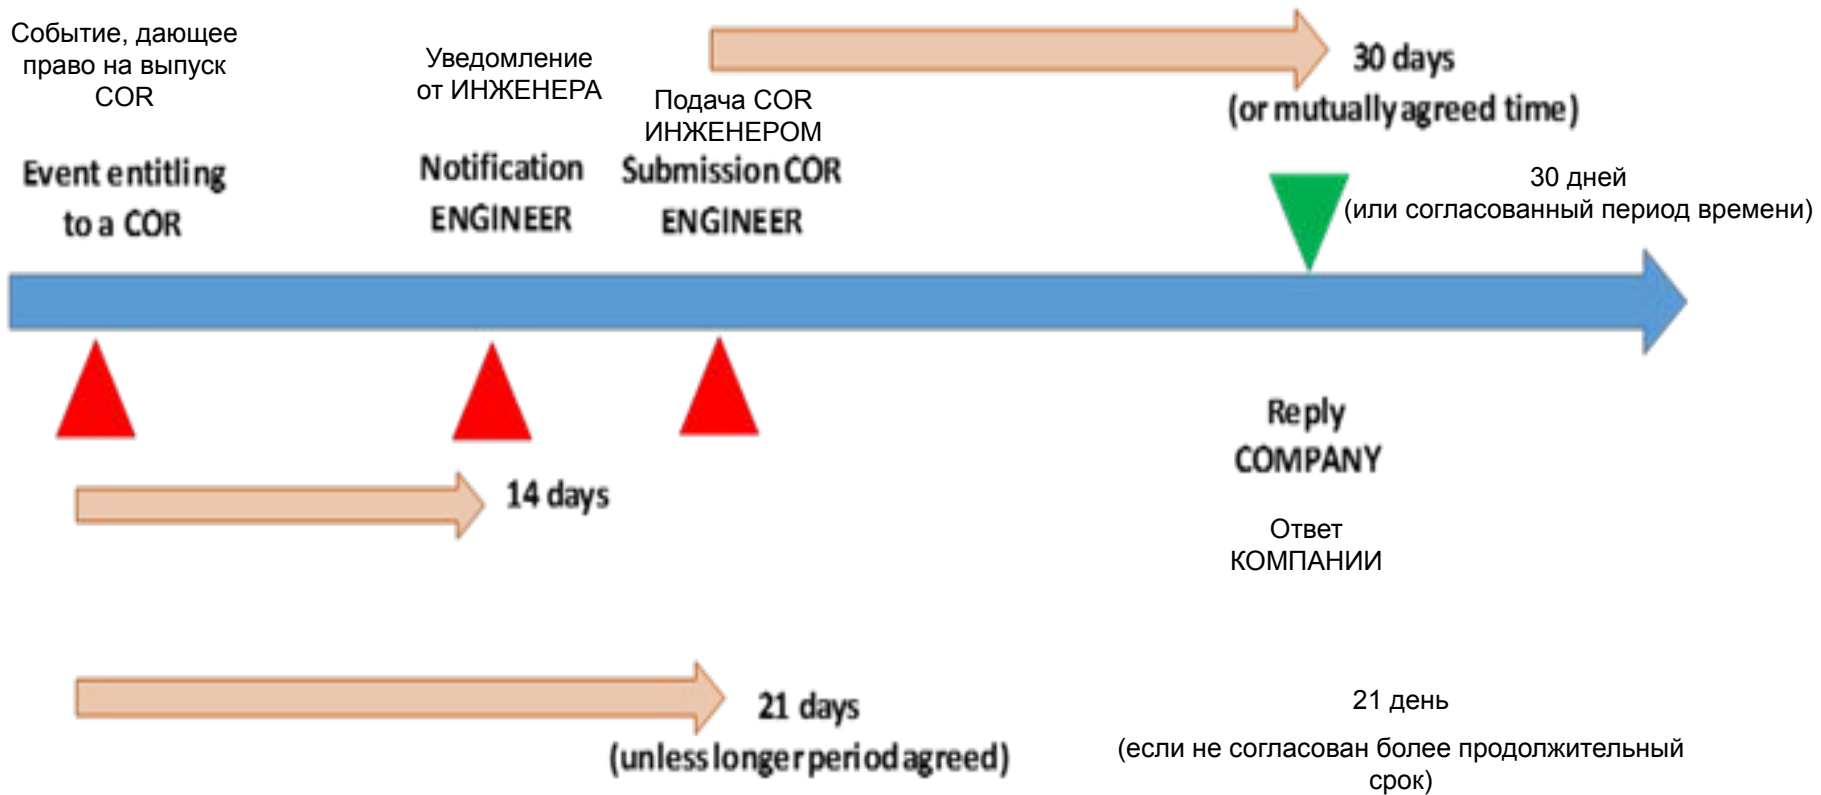 Событие, дающее
право на выпуск
COR
Уведомление
от ИНЖЕНЕРА
Подача COR
ИНЖЕНЕРОМ
30 days
(or mutually agreed time)
Event entitling
to a COR
Notification
ENGINEER
Submission COR
ENGINEER
30 дней
(или согласованный период времени)
Reply
COMPANY
14 days
Ответ
КОМПАНИИ
21 days
(unless longer period agreed)
21 день
(если не согласован более продолжительный
срок)